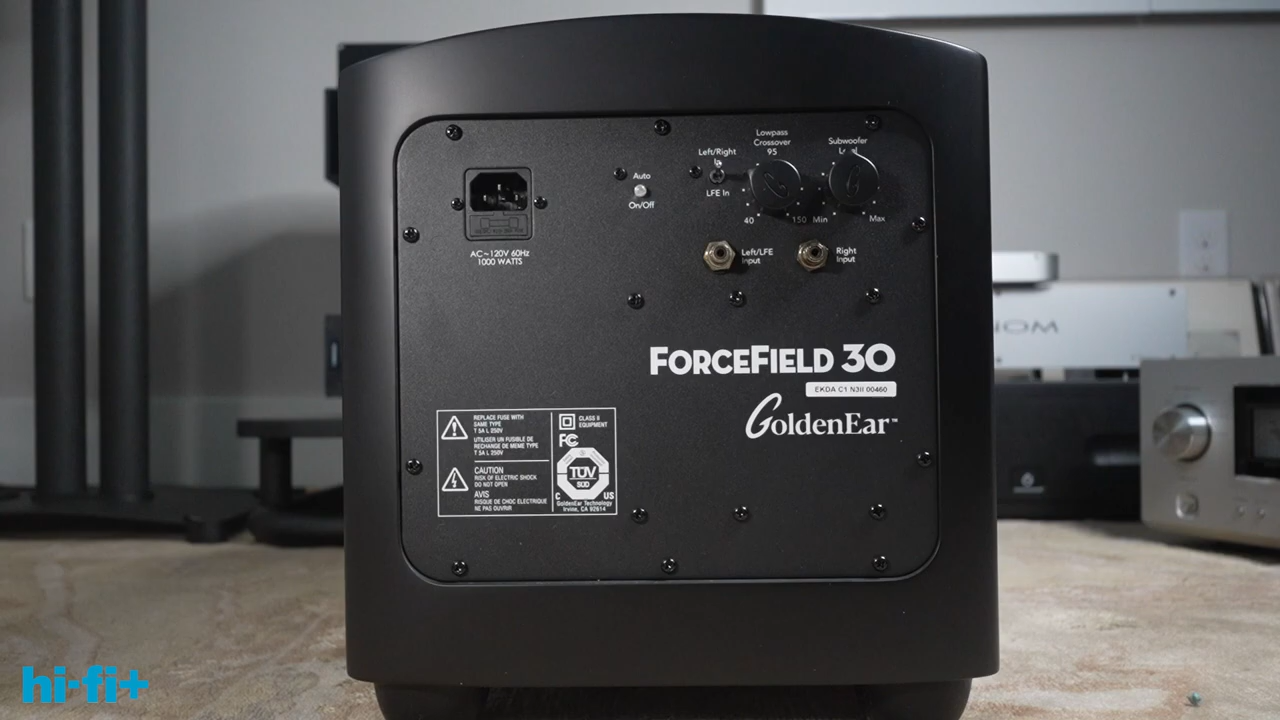 Lowpass
Crossover
95
Subwoofer
Level
Left/Right
In
LFE In
Auto
On/Off
40
150
Min
Max
AC~120V 60Hz
1000 WATTS
Left/LFE
Input
Right
Input
FORCEFIELD 30
EKDA C1 N3II 00460
GoldenEar™
REPLACE FUSE WITH
SAME TYPE
T 5A L 250V
UTILISER UN FUSIBLE DE
RECHANGE DE MEME TYPE
T 5A L 250V
CAUTION
RISK OF ELECTRIC SHOCK
DO NOT OPEN
AVIS
RISQUE DE CHOC ELECTRIQUE
NE PAS OUVRIR
CLASS II
EQUIPMENT
FC
TÜV
SÜD
C US
GoldenEar Technology
Irvine, CA 92614
hi-fi+